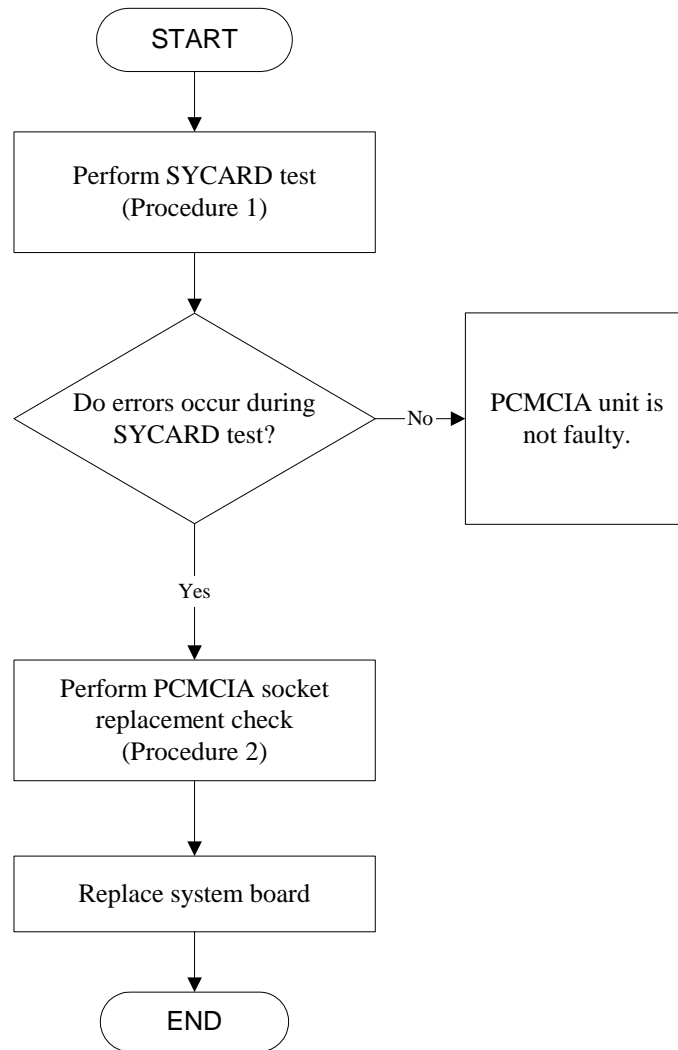 START
Perform SYCARD test
(Procedure 1)
Do errors occur during
SYCARD test?
No
PCMCIA unit is
not faulty.
Yes
Perform PCMCIA socket
replacement check
(Procedure 2)
Replace system board
END